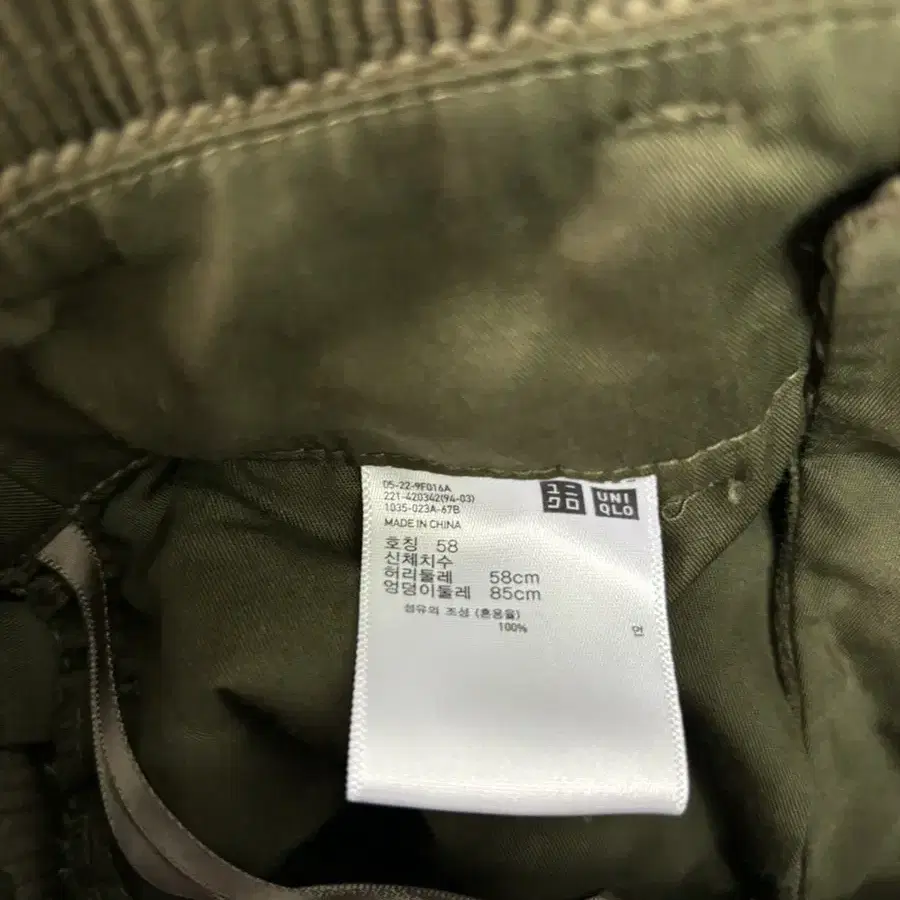 05-22-9F016A
221-420342(94-03)
1035-023A-67B
MADE IN CHINA
ユニ
クロ
UNI
QLO
호칭 58
신체치수
허리둘레 58cm
엉덩이둘레 85cm
섬유의 조성 (혼용율)
100% 면